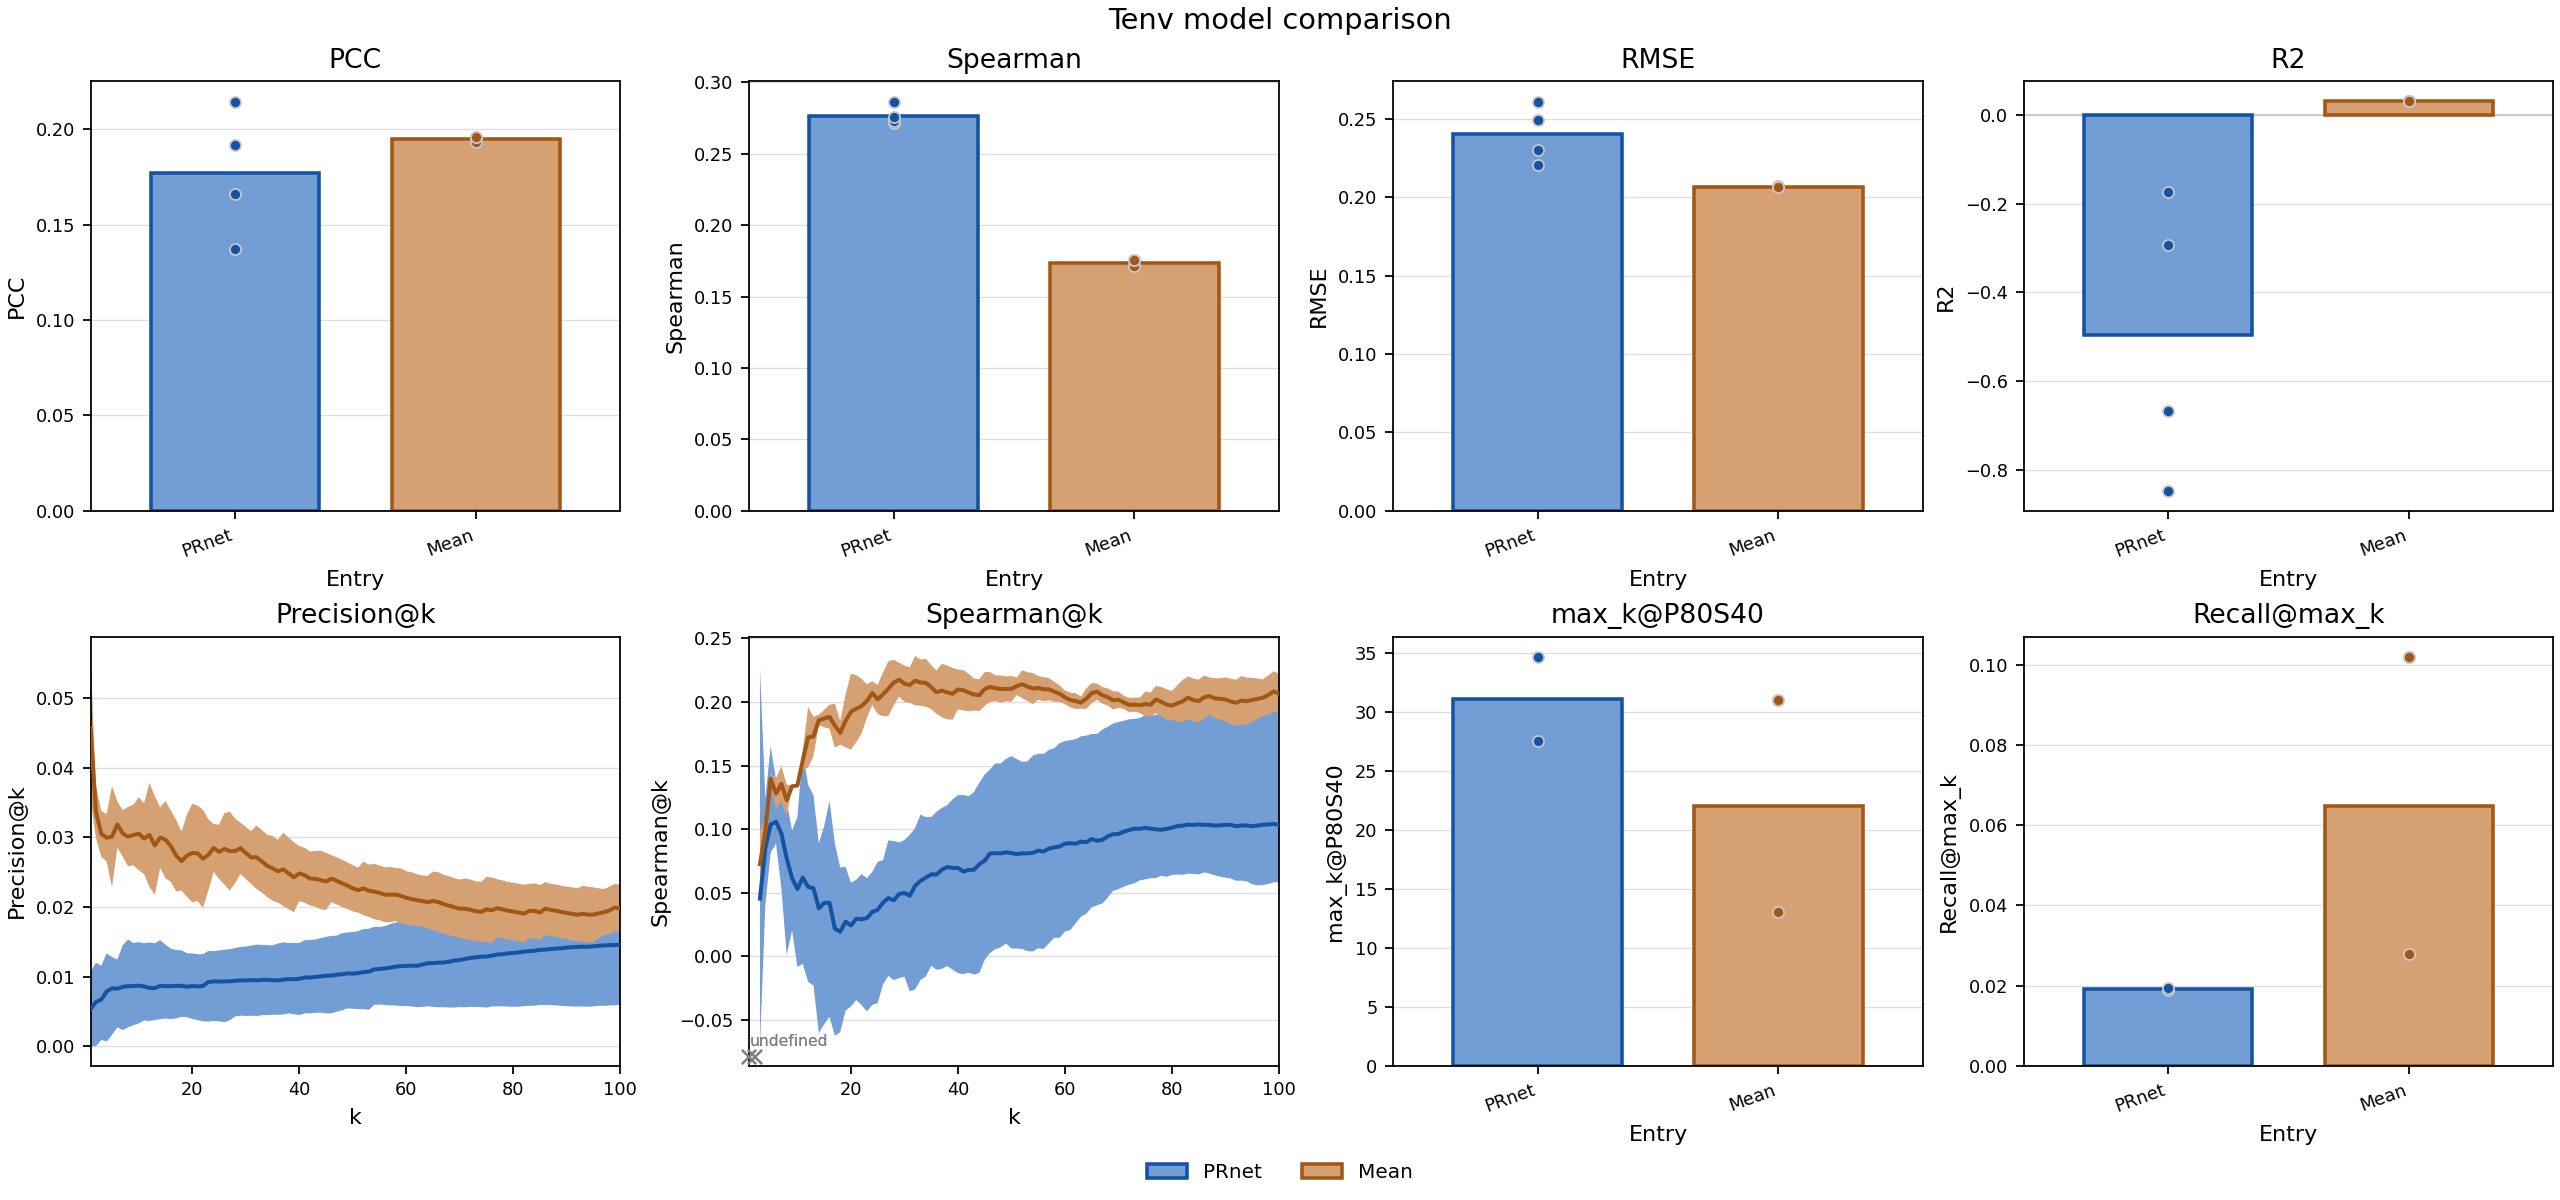 Tenv model comparison
PCC
PCC
0.20
0.15
0.10
0.05
0.00
PRnet
Mean
Entry
Spearman
Spearman
0.30
0.25
0.20
0.15
0.10
0.05
0.00
PRnet
Mean
Entry
RMSE
RMSE
0.25
0.20
0.15
0.10
0.05
0.00
PRnet
Mean
Entry
R2
R2
0.0
−0.2
−0.4
−0.6
−0.8
PRnet
Mean
Entry
Precision@k
Precision@k
0.05
0.04
0.03
0.02
0.01
0.00
20
40
60
80
100
k
Spearman@k
Spearman@k
0.25
0.20
0.15
0.10
0.05
0.00
−0.05
undefined
20
40
60
80
100
k
max_k@P80S40
max_k@P80S40
35
30
25
20
15
10
5
0
PRnet
Mean
Entry
Recall@max_k
Recall@max_k
0.10
0.08
0.06
0.04
0.02
0.00
PRnet
Mean
Entry
PRnet
Mean